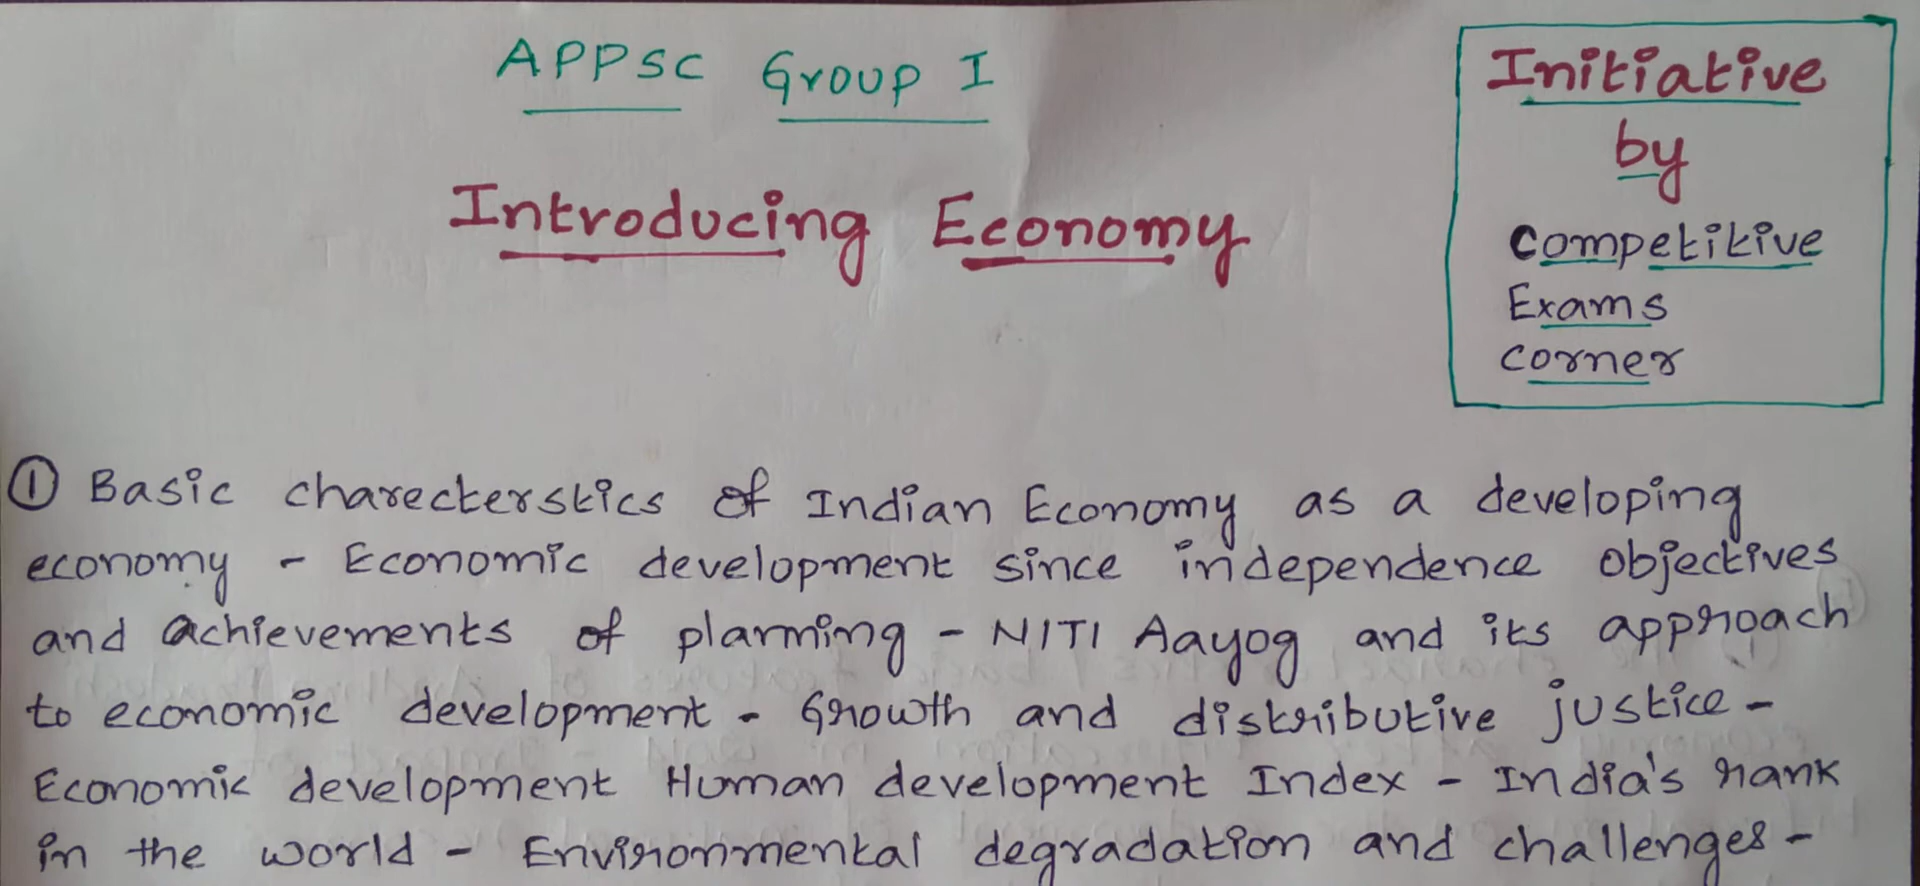 APPSC Group I
Introducing Economy
Initiative
by
Competitive
Exams
Corner
① Basic charecterstics of Indian Economy as a developing
economy - Economic development since independence objectives
and achievements of planning - NITI Aayog and its approach
to economic development - Growth and distributive justice -
Economic development Human development Index - India's rank
in the world - Environmental degradation and challenges -